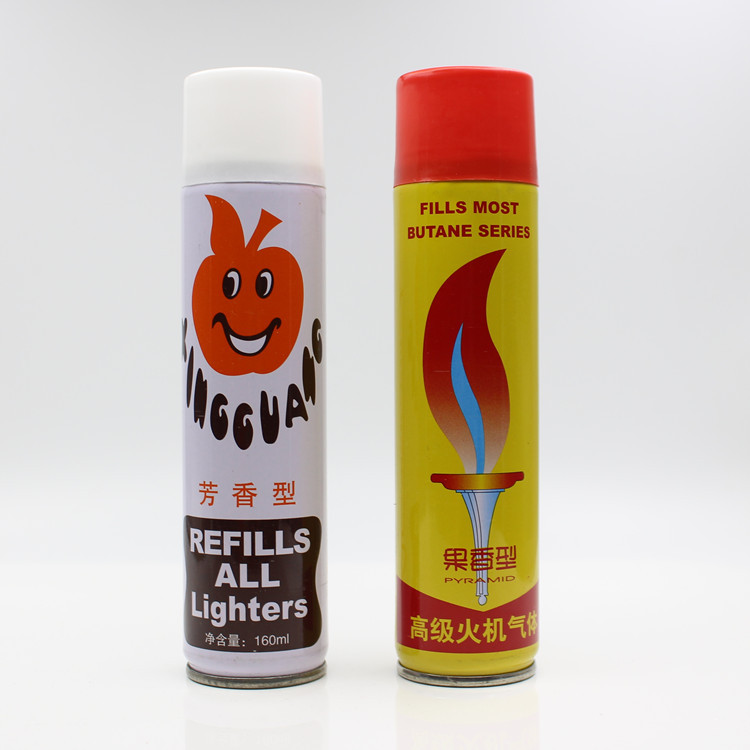 XINGGUANG
芳香型
REFILLS
ALL
Lighters
净含量：160ml
FILLS MOST
BUTANE SERIES
果香型
PYRAMID
高级火机气体